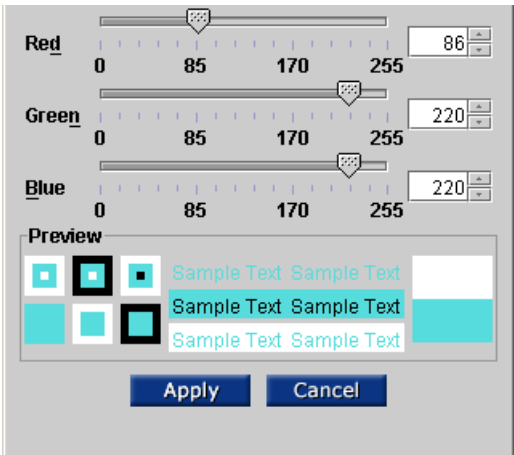 Red 86
0 85 170 255
Green 220
0 85 170 255
Blue 220
0 85 170 255
Preview
Sample Text Sample Text
Sample Text Sample Text
Sample Text Sample Text
Apply Cancel